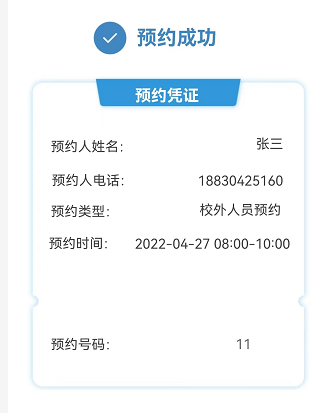 预约成功
预约凭证
预约人姓名: 张三
预约人电话: 18830425160
预约类型: 校外人员预约
预约时间: 2022-04-27 08:00-10:00
预约号码: 11